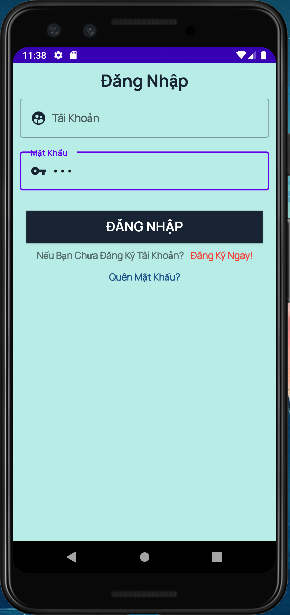 11:38
Đăng Nhập
Tài Khoản
Mật Khẩu
ĐĂNG NHẬP
Nếu Bạn Chưa Đăng Ký Tài Khoản? Đăng Ký Ngay!
Quên Mật Khẩu?